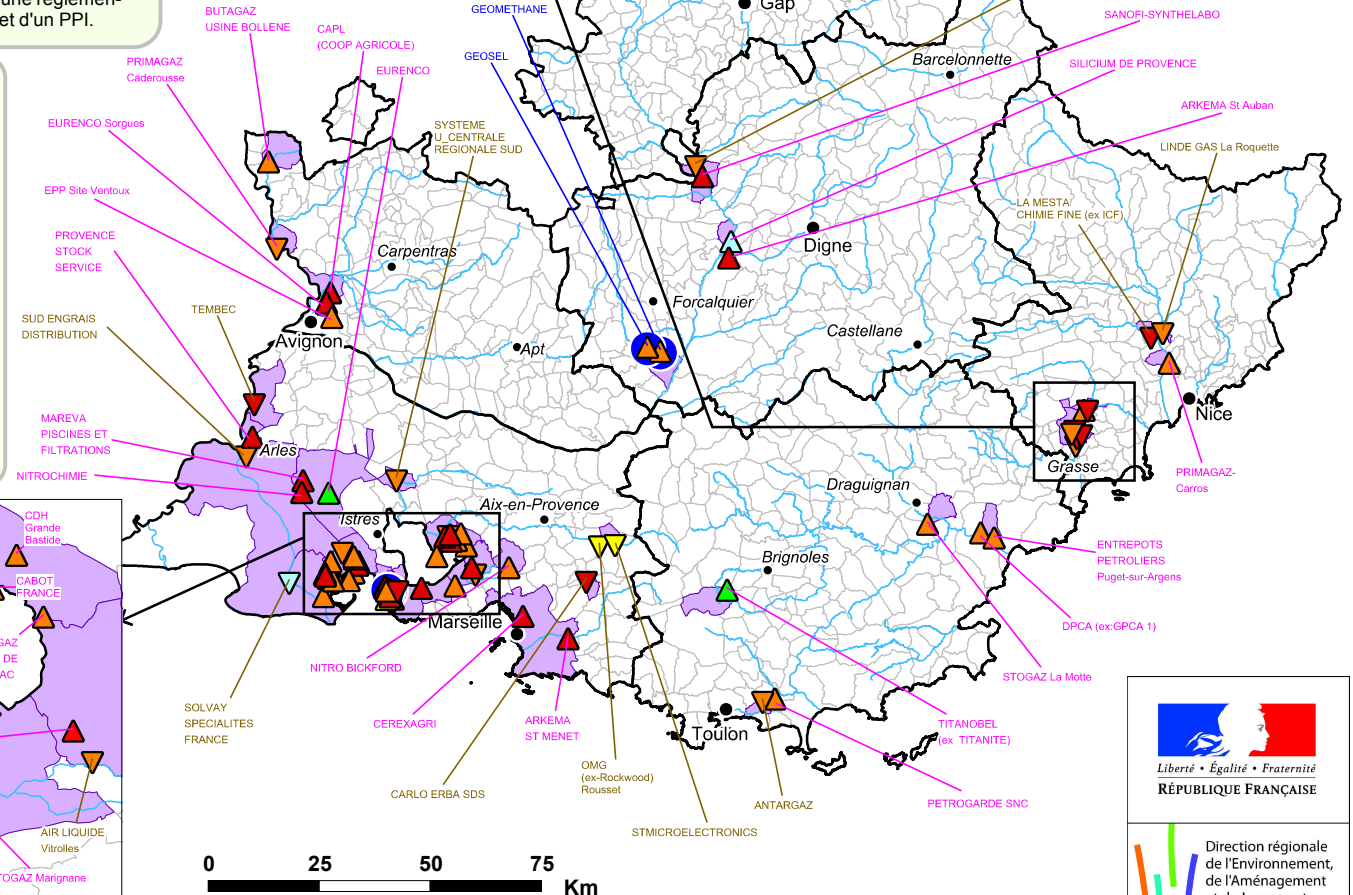 une réglemen-
et d'un PPI.
BUTAGAZ
USINE BOLLENE
CAPL
(COOP AGRICOLE)
EURENCO
PRIMAGAZ
Caderousse
EURENCO Sorgues
EPP Site Ventoux
PROVENCE
STOCK
SERVICE
TEMBEC
SUD ENGRAIS
DISTRIBUTION
MAREVA
PISCINES ET
FILTRATIONS
NITROCHIMIE
GEOMETHANE
GEOSEL
SYSTEME
U_CENTRALE
REGIONALE SUD
Gap
Barcelonnette
SANOFI-SYNTHELABO
SILICIUM DE PROVENCE
ARKEMA St Auban
LINDE GAS La Roquette
LA MESTA
CHIMIE FINE (ex ICF)
Carpentras
Avignon
Apt
Forcalquier
Digne
Castellane
Nice
Grasse
PRIMAGAZ-
Carros
Arles
Istres
Aix-en-Provence
Marseille
Draguignan
Brignoles
Toulon
ENTREPOTS
PETROLIERS
Puget-sur-Argens
DPCA (ex:GPCA 1)
STOGAZ La Motte
TITANOBEL
(ex TITANITE)
PETROGARDE SNC
ANTARGAZ
STMICROELECTRONICS
OMG
(ex-Rockwood)
Rousset
ARKEMA
ST MENET
CARLO ERBA SDS
CEREXAGRI
NITRO BICKFORD
SOLVAY
SPECIALITES
FRANCE
CDH
Grande
Bastide
CABOT
FRANCE
GAZ
DE
AC
AIR LIQUIDE
Vitrolles
TOGAZ Marignane
0 25 50 75
Km
Liberté • Égalité • Fraternité
RÉPUBLIQUE FRANÇAISE
Direction régionale
de l'Environnement,
de l'Aménagement